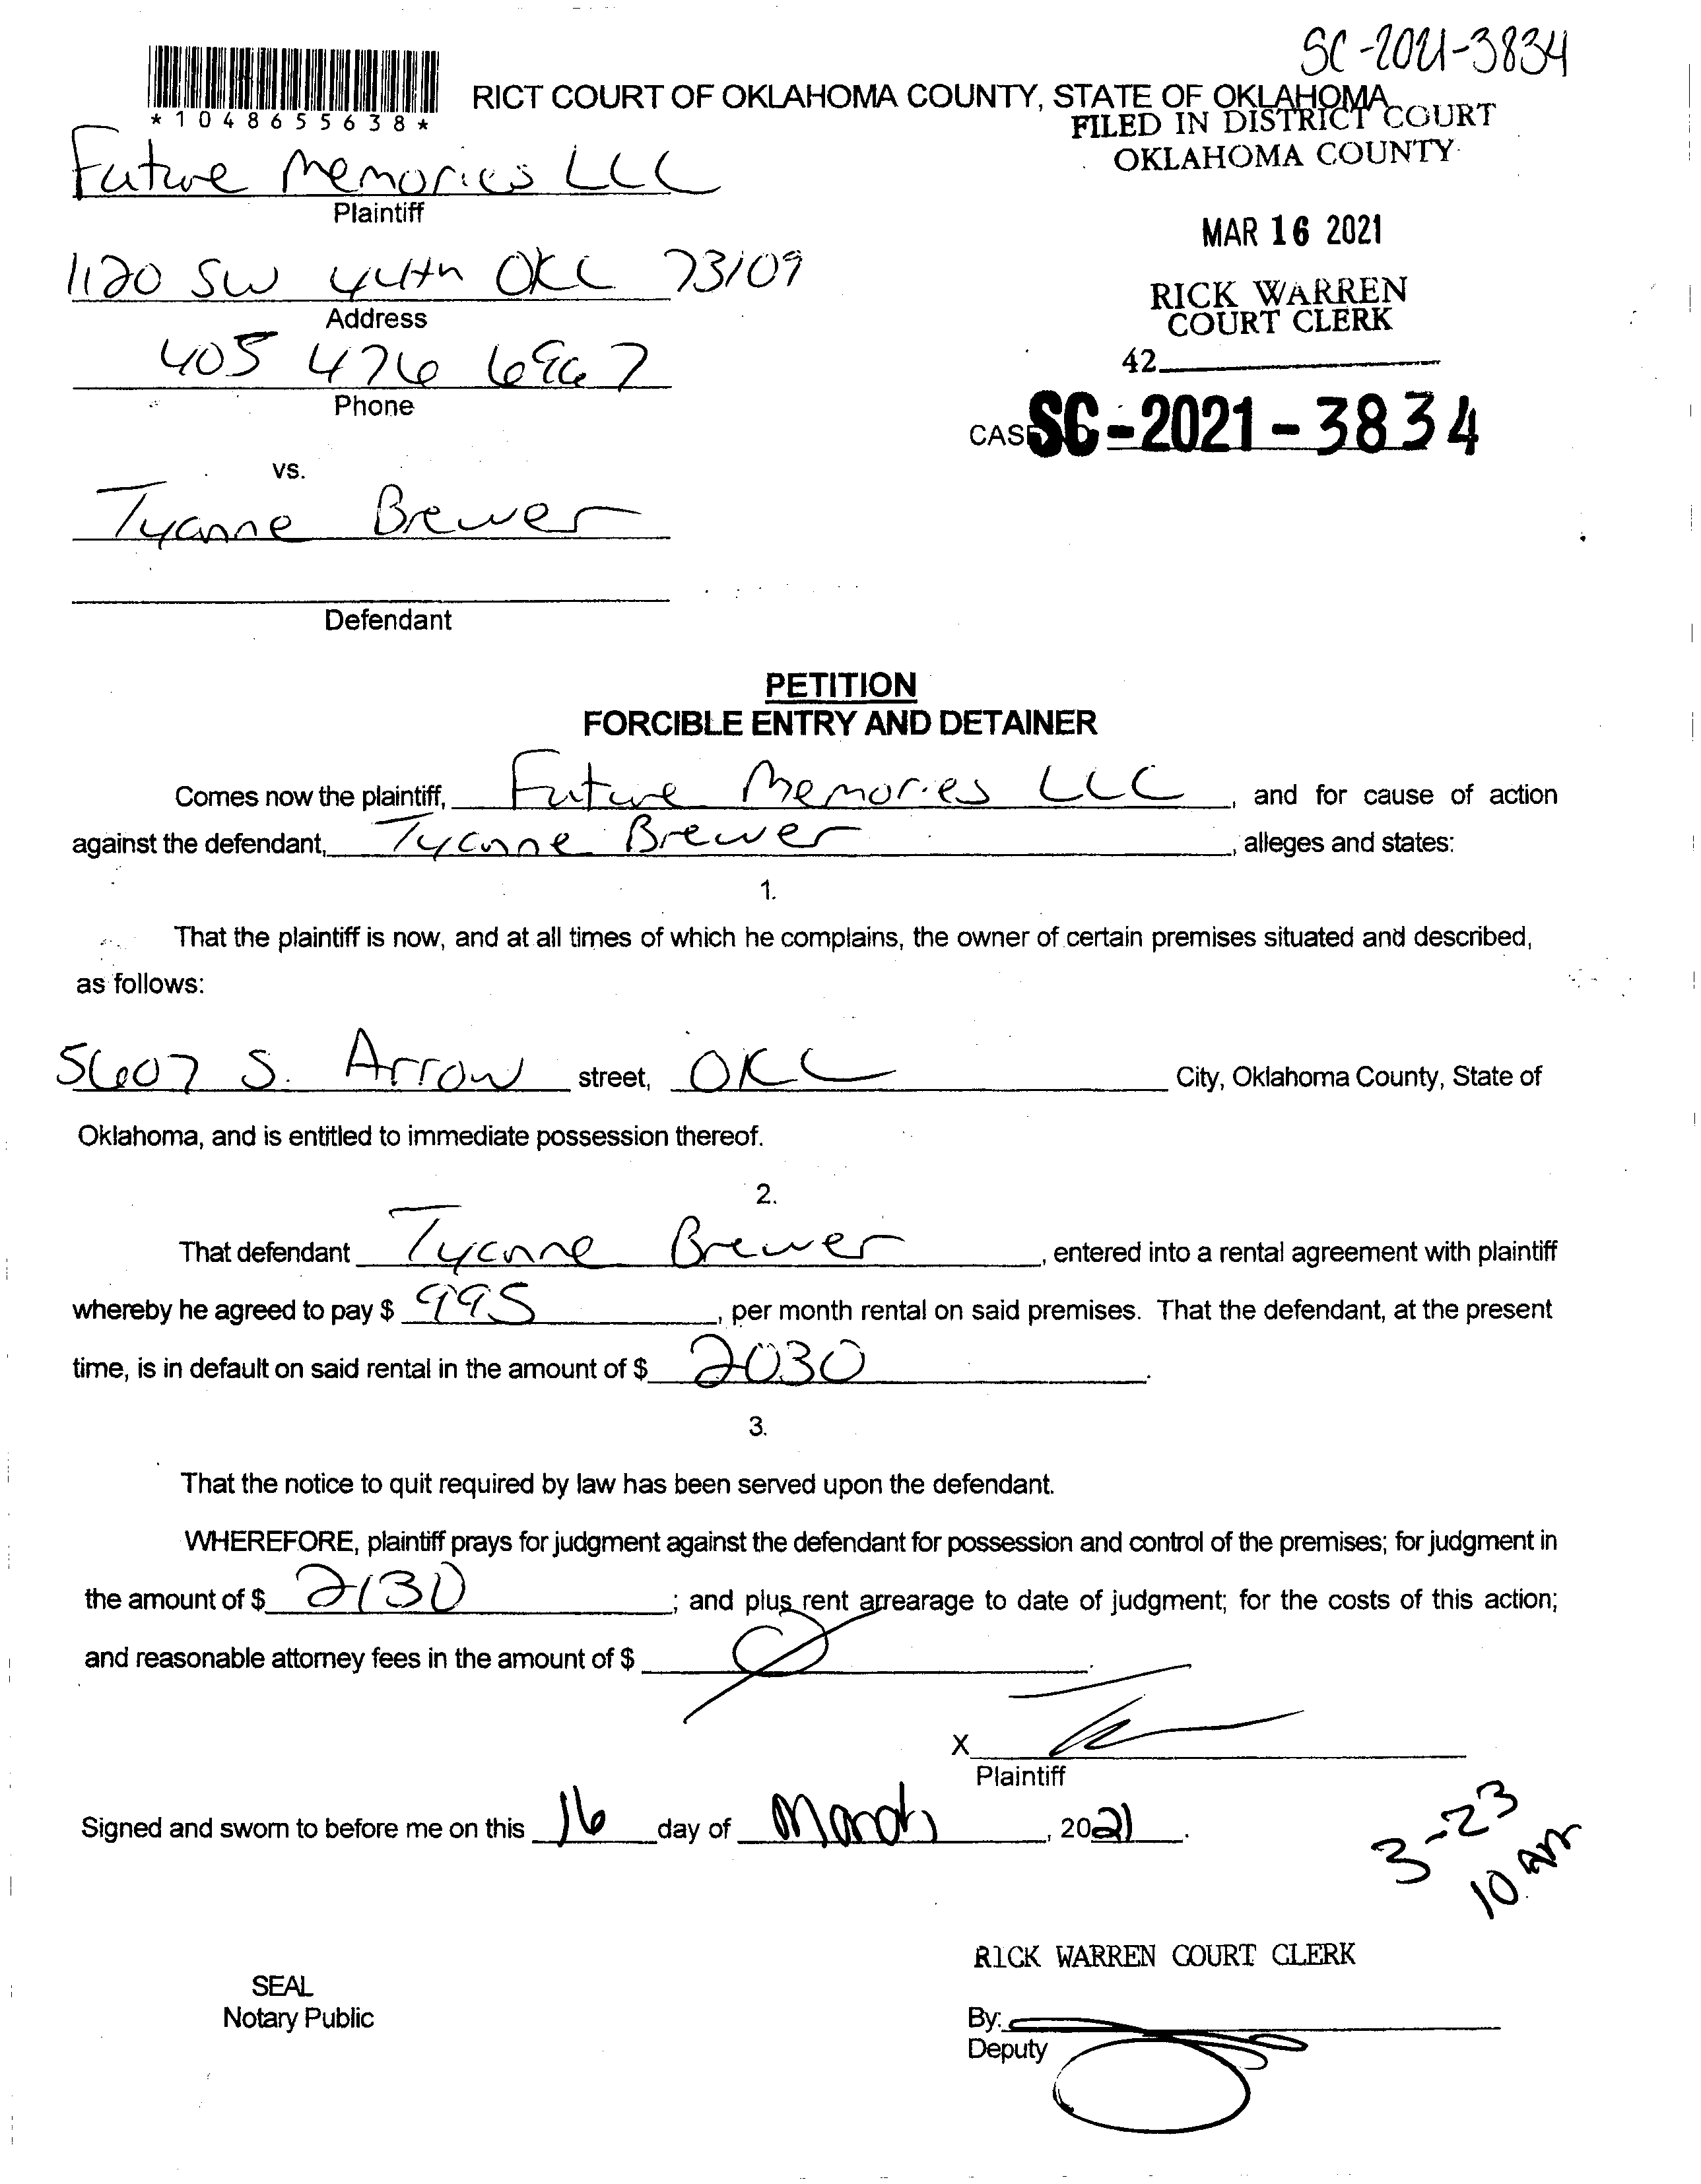 SC-2021-3834
*1048655638*
RICT COURT OF OKLAHOMA COUNTY, STATE OF OKLAHOMA
FILED IN DISTRICT COURT
OKLAHOMA COUNTY
Future Memories LLC
Plaintiff
MAR 16 2021
1120 SW 44th OKC 73109
Address
RICK WARREN
COURT CLERK
405 476 6967
Phone
42
CASE SC-2021-3834
vs.
Tyanne Brewer
Defendant
PETITION
FORCIBLE ENTRY AND DETAINER
Comes now the plaintiff, Future Memories LLC, and for cause of action
against the defendant, Tyanne Brewer, alleges and states:
1.
That the plaintiff is now, and at all times of which he complains, the owner of certain premises situated and described,
as follows:
5607 S. Arrow street, OKC City, Oklahoma County, State of
Oklahoma, and is entitled to immediate possession thereof.
2.
That defendant Tyanne Brewer, entered into a rental agreement with plaintiff
whereby he agreed to pay $ 995, per month rental on said premises. That the defendant, at the present
time, is in default on said rental in the amount of $ 2030.
3.
That the notice to quit required by law has been served upon the defendant.
WHEREFORE, plaintiff prays for judgment against the defendant for possession and control of the premises; for judgment in
the amount of $ 2130; and plus rent arrearage to date of judgment; for the costs of this action;
and reasonable attorney fees in the amount of $ 0.
X
Plaintiff
Signed and sworn to before me on this 16 day of March, 2021.
3-23
10 am
RICK WARREN COURT CLERK
SEAL
Notary Public
By:
Deputy